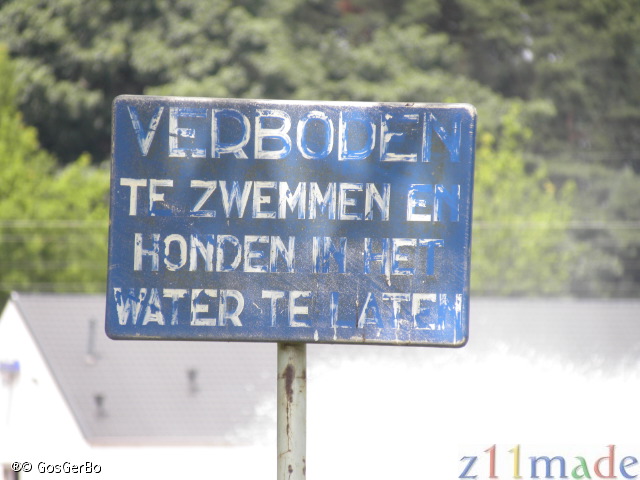 VERBODEN
TE ZWEMMEN EN
HONDEN IN HET
WATER TE LATEN
®© GosGerBo
z11made